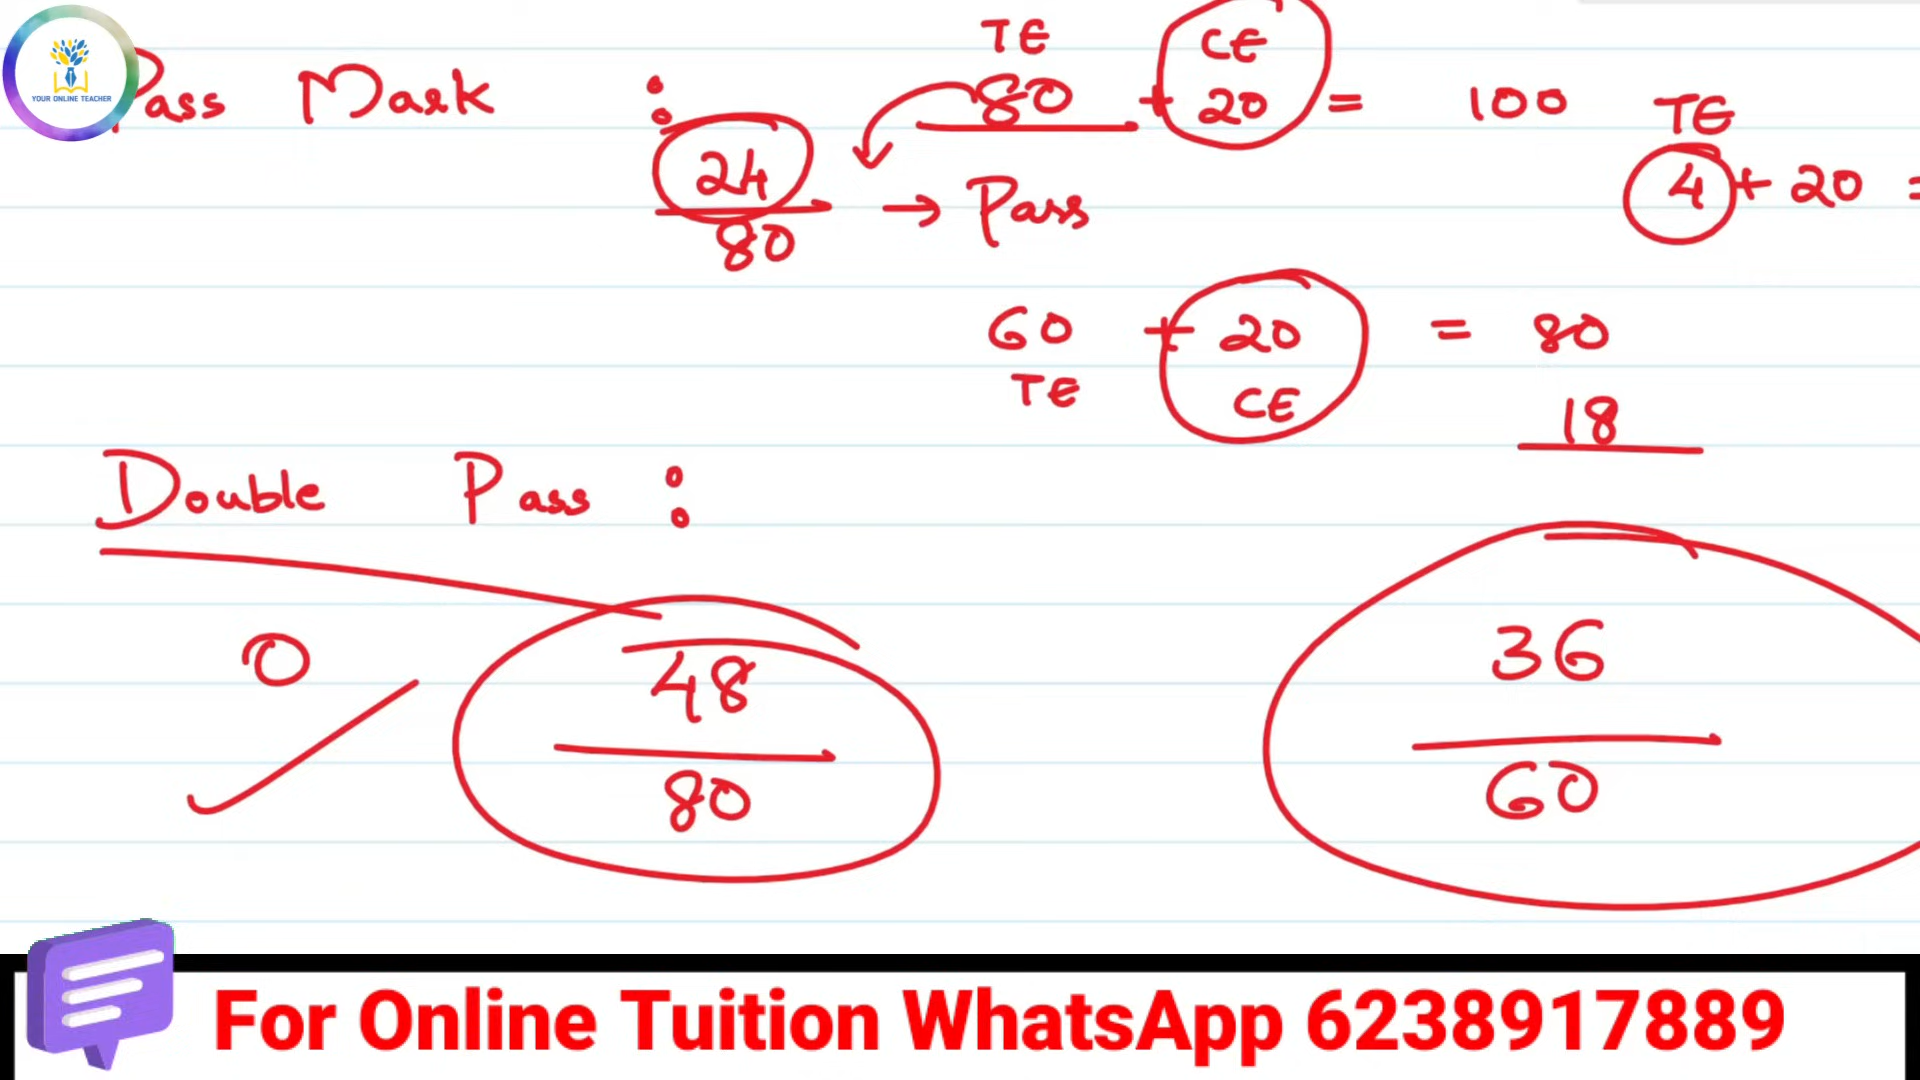 YOUR ONLINE TEACHER
TE CE
Pass Mark : 80 + 20 = 100 TE
24 → Pass 4 + 20 =
80
60 + 20 = 80
TE CE
18
Double Pass :
0 48 36
80 60
For Online Tuition WhatsApp 6238917889